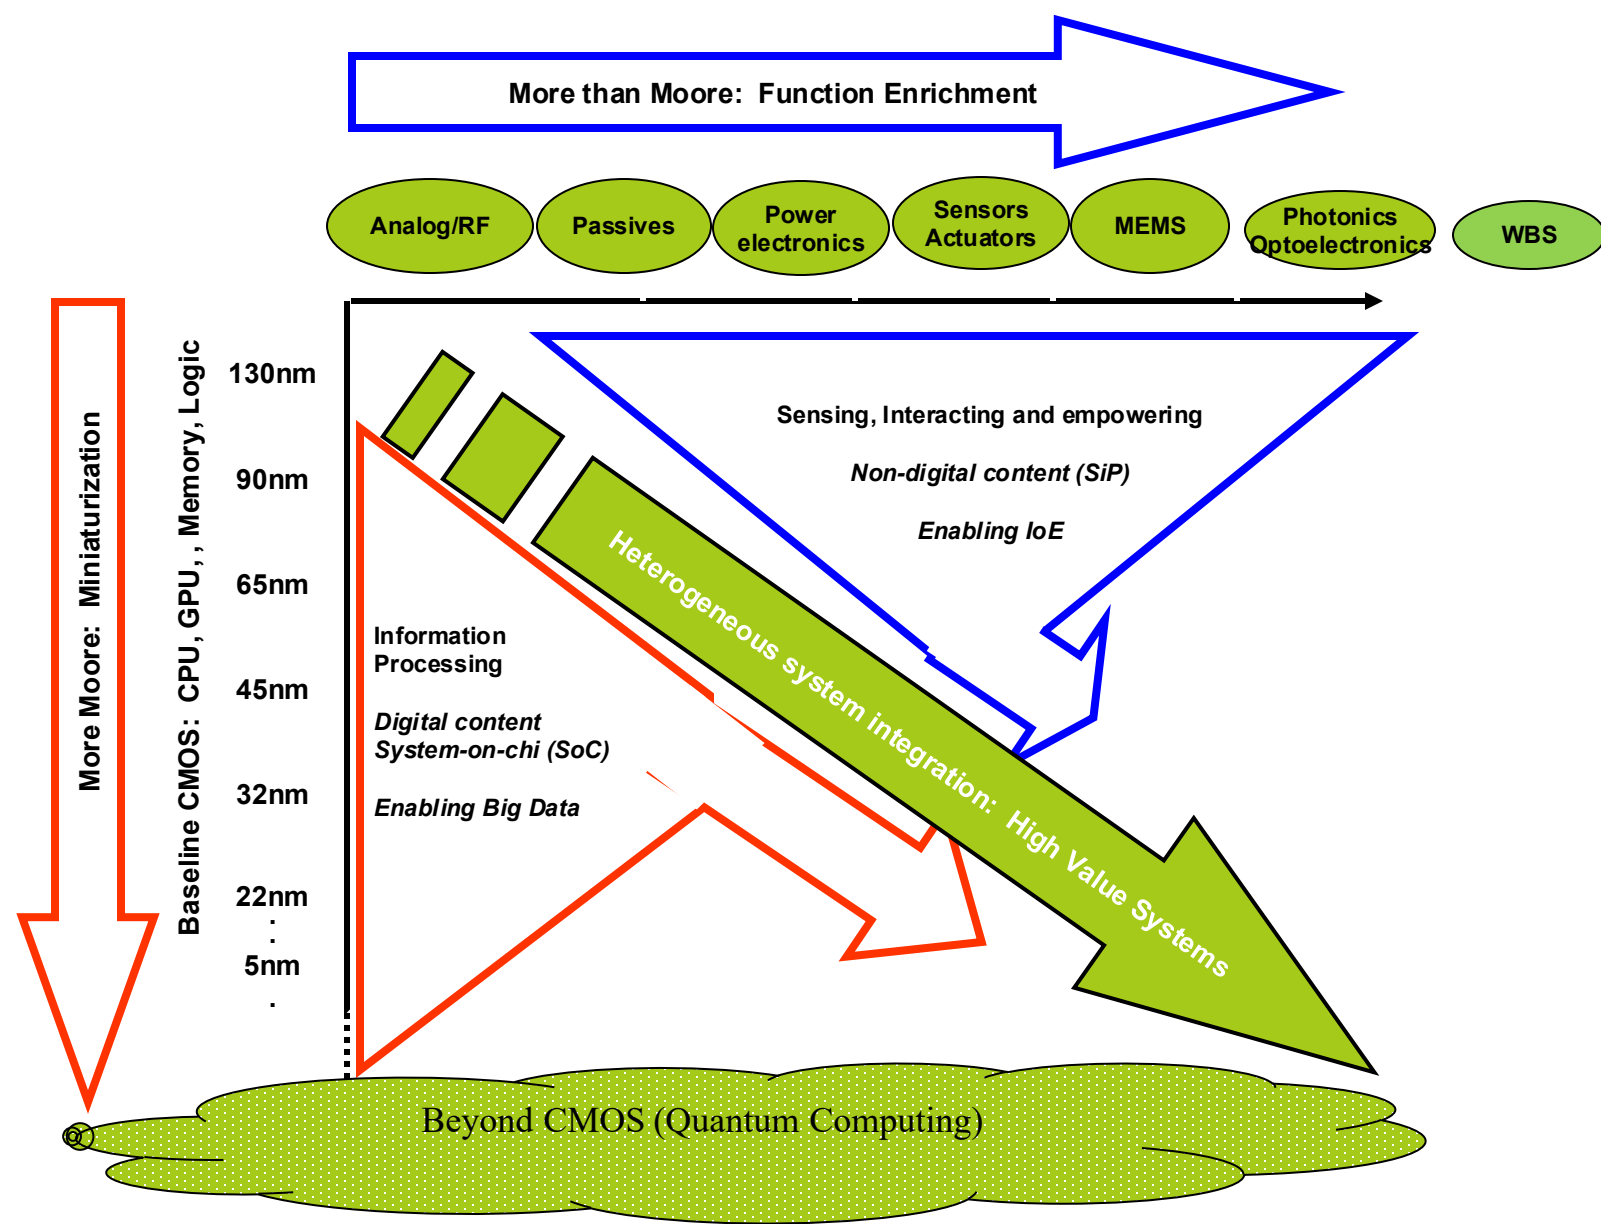 More than Moore:  Function Enrichment
Analog/RF
Passives
Power
electronics
Sensors
Actuators
MEMS
Photonics
Optoelectronics
WBS
More Moore:  Miniaturization
Baseline CMOS:  CPU, GPU,, Memory, Logic
130nm
90nm
65nm
45nm
32nm
22nm
.
.
5nm
.
Sensing, Interacting and empowering
Non-digital content (SiP)
Enabling IoE
Information
Processing
Digital content
System-on-chi (SoC)
Enabling Big Data
Heterogeneous system integration:  High Value Systems
Beyond CMOS (Quantum Computing)